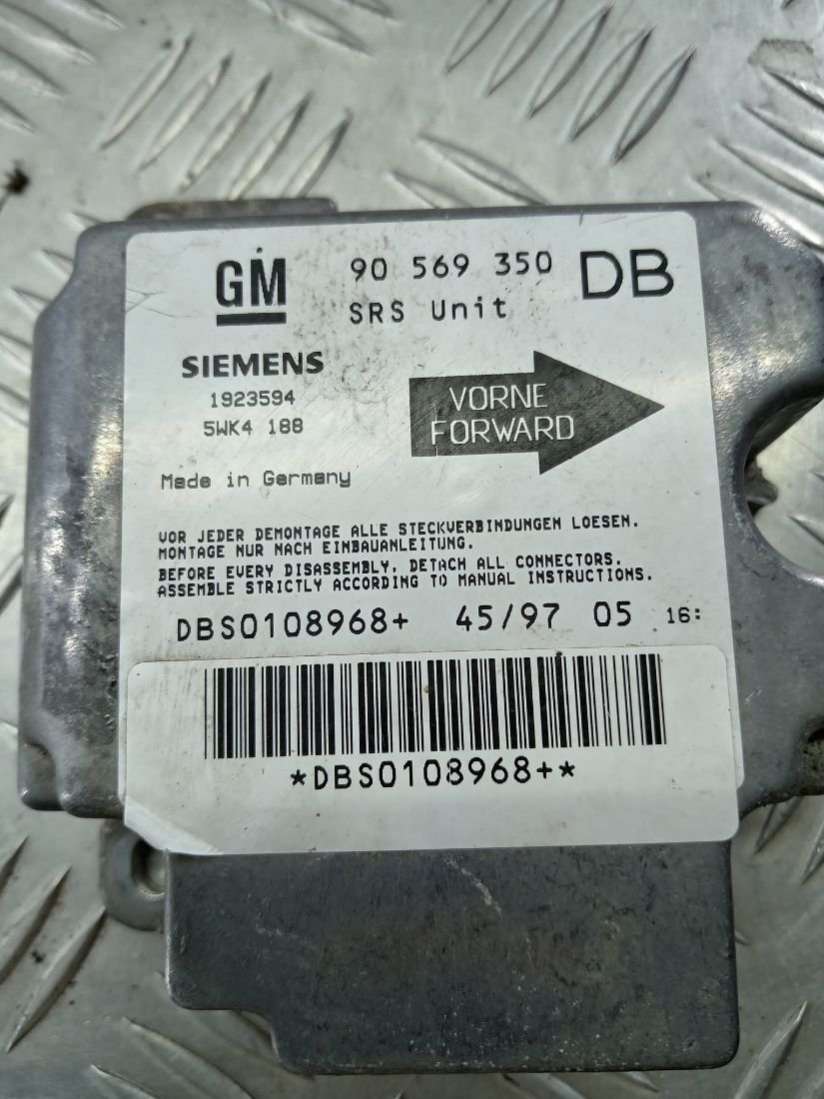 GM
90 569 350 DB
SRS Unit
SIEMENS
1923594
5WK4 188
VORNE
FORWARD
Made in Germany
VOR JEDER DEMONTAGE ALLE STECKVERBINDUNGEN LOESEN.
MONTAGE NUR NACH EINBAUANLEITUNG.
BEFORE EVERY DISASSEMBLY, DETACH ALL CONNECTORS.
ASSEMBLE STRICTLY ACCORDING TO MANUAL INSTRUCTIONS.
DBS0108968+ 45/97 05 16:
*DBS0108968+*